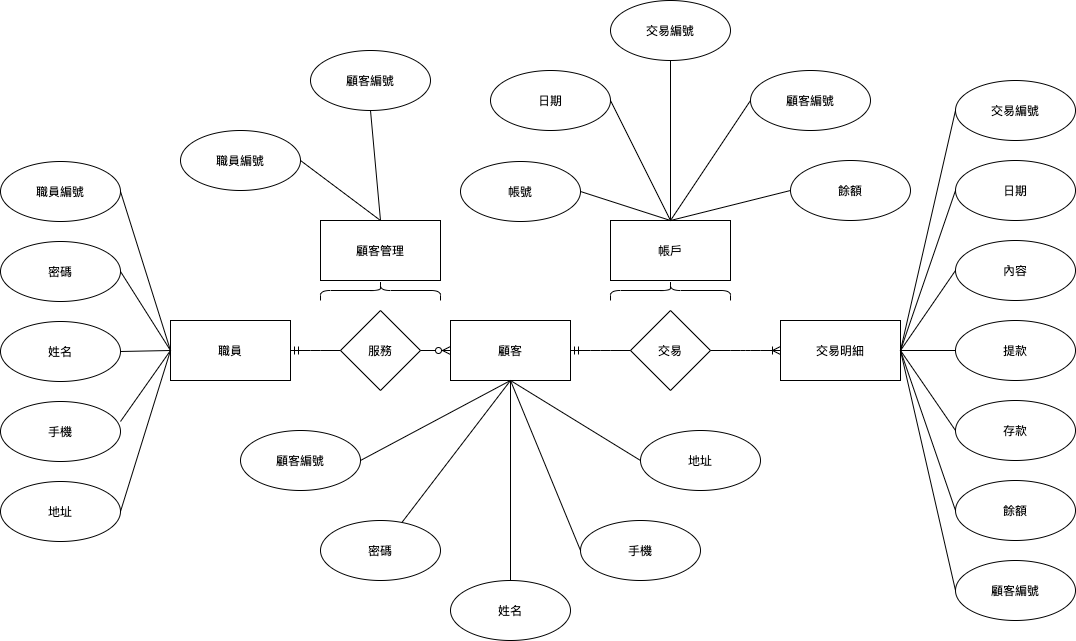 交易編號
顧客編號
日期
顧客編號
交易編號
職員編號
職員編號
帳號
餘額
日期
密碼
顧客管理
帳戶
內容
姓名
職員
服務
顧客
交易
交易明細
提款
手機
顧客編號
地址
存款
地址
密碼
手機
餘額
姓名
顧客編號